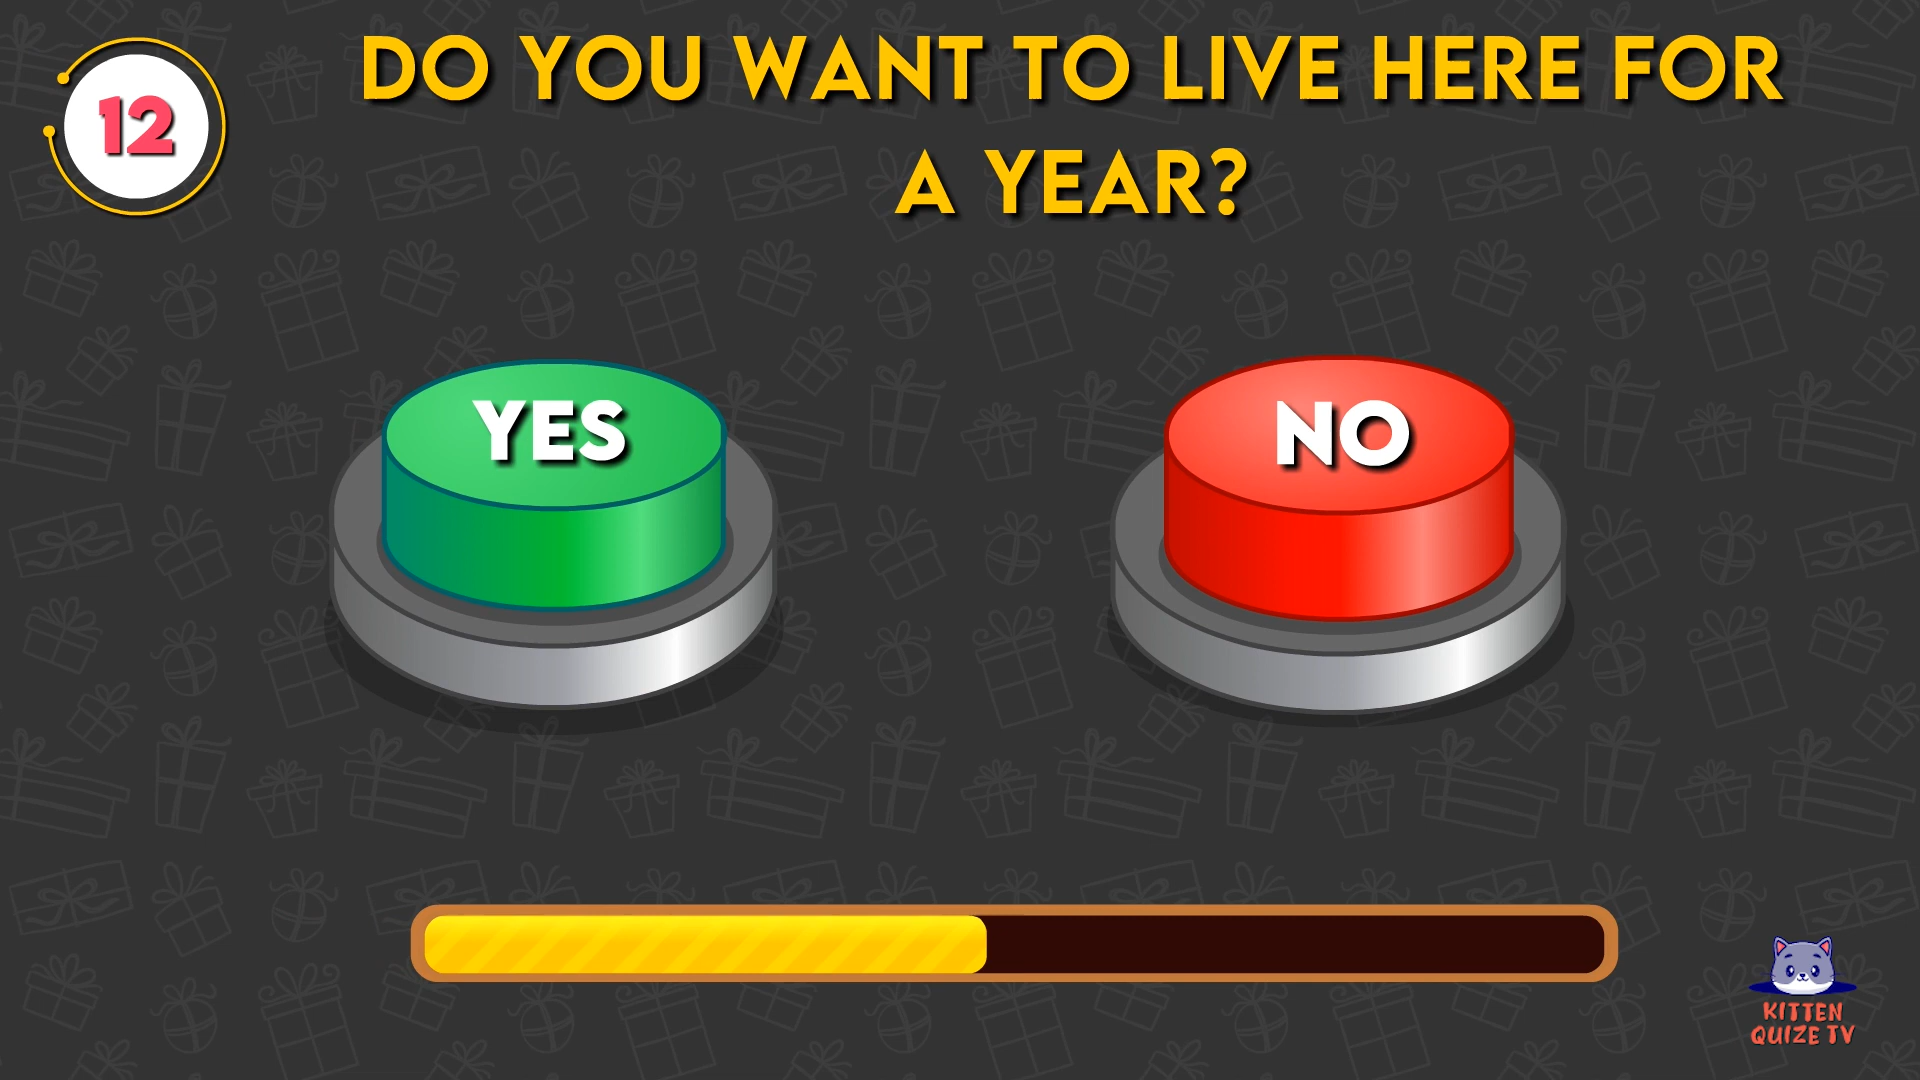 12
DO YOU WANT TO LIVE HERE FOR
A YEAR?
YES
NO
KITTEN
QUIZE TV